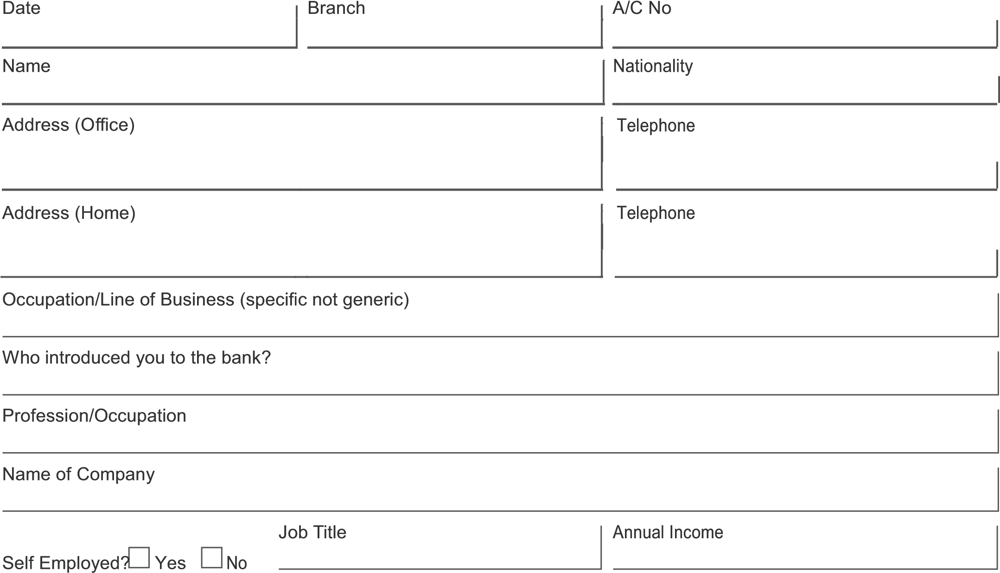 Date Branch A/C No
Name Nationality
Address (Office) Telephone
Address (Home) Telephone
Occupation/Line of Business (specific not generic)
Who introduced you to the bank?
Profession/Occupation
Name of Company
Job Title Annual Income
Self Employed? Yes No